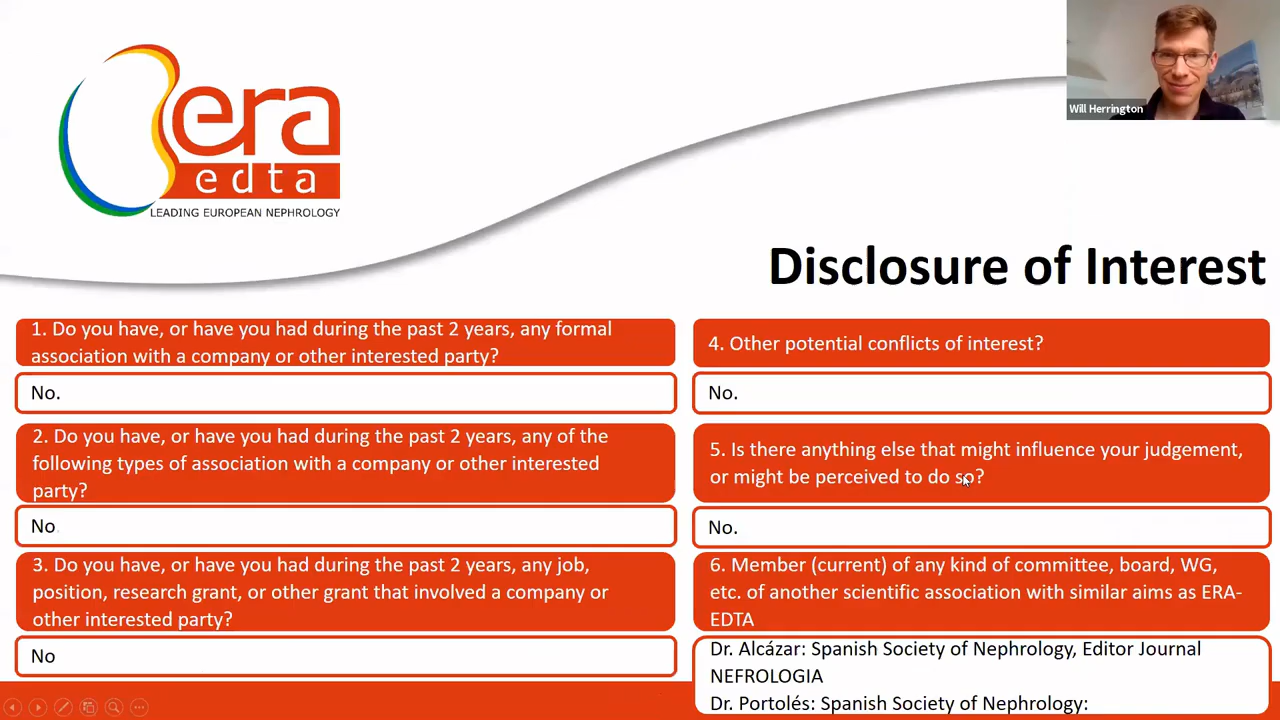 era
edta
LEADING EUROPEAN NEPHROLOGY
Will Herrington
Disclosure of Interest
1. Do you have, or have you had during the past 2 years, any formal
association with a company or other interested party?
No.
2. Do you have, or have you had during the past 2 years, any of the
following types of association with a company or other interested
party?
No.
3. Do you have, or have you had during the past 2 years, any job,
position, research grant, or other grant that involved a company or
other interested party?
No
4. Other potential conflicts of interest?
No.
5. Is there anything else that might influence your judgement,
or might be perceived to do so?
No.
6. Member (current) of any kind of committee, board, WG,
etc. of another scientific association with similar aims as ERA-
EDTA
Dr. Alcázar: Spanish Society of Nephrology, Editor Journal
NEFROLOGIA
Dr. Portolés: Spanish Society of Nephrology: